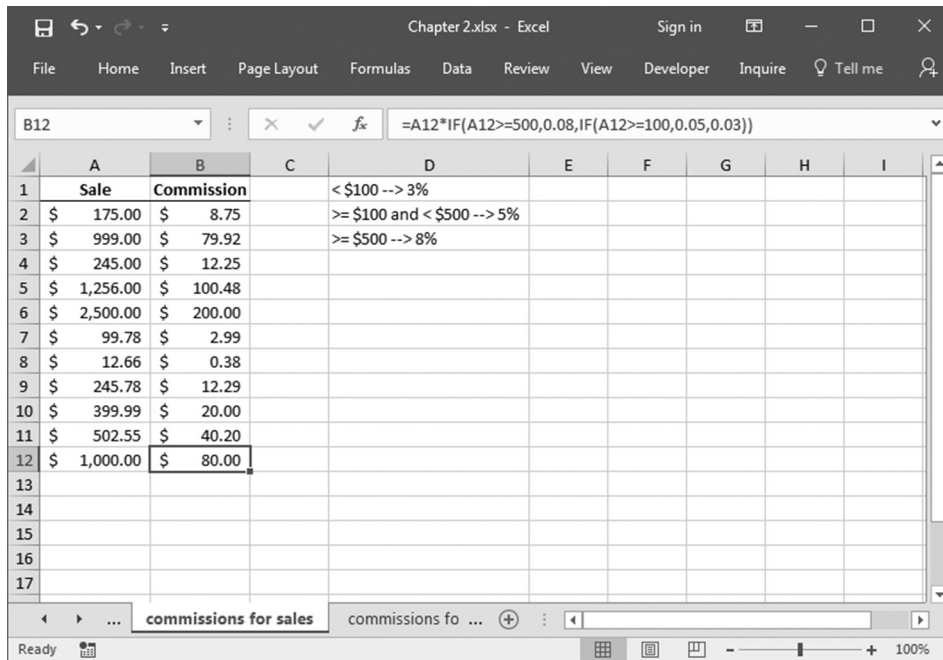 Chapter 2.xlsx - Excel Sign in
File Home Insert Page Layout Formulas Data Review View Developer Inquire Tell me
B12 fx =A12*IF(A12>=500,0.08,IF(A12>=100,0.05,0.03))
A B C D E F G H I
1 Sale Commission < $100 --> 3%
2 $ 175.00 $ 8.75 >= $100 and < $500 --> 5%
3 $ 999.00 $ 79.92 >= $500 --> 8%
4 $ 245.00 $ 12.25
5 $ 1,256.00 $ 100.48
6 $ 2,500.00 $ 200.00
7 $ 99.78 $ 2.99
8 $ 12.66 $ 0.38
9 $ 245.78 $ 12.29
10 $ 399.99 $ 20.00
11 $ 502.55 $ 40.20
12 $ 1,000.00 $ 80.00
13
14
15
16
17
... commissions for sales commissions fo ...
Ready 100%